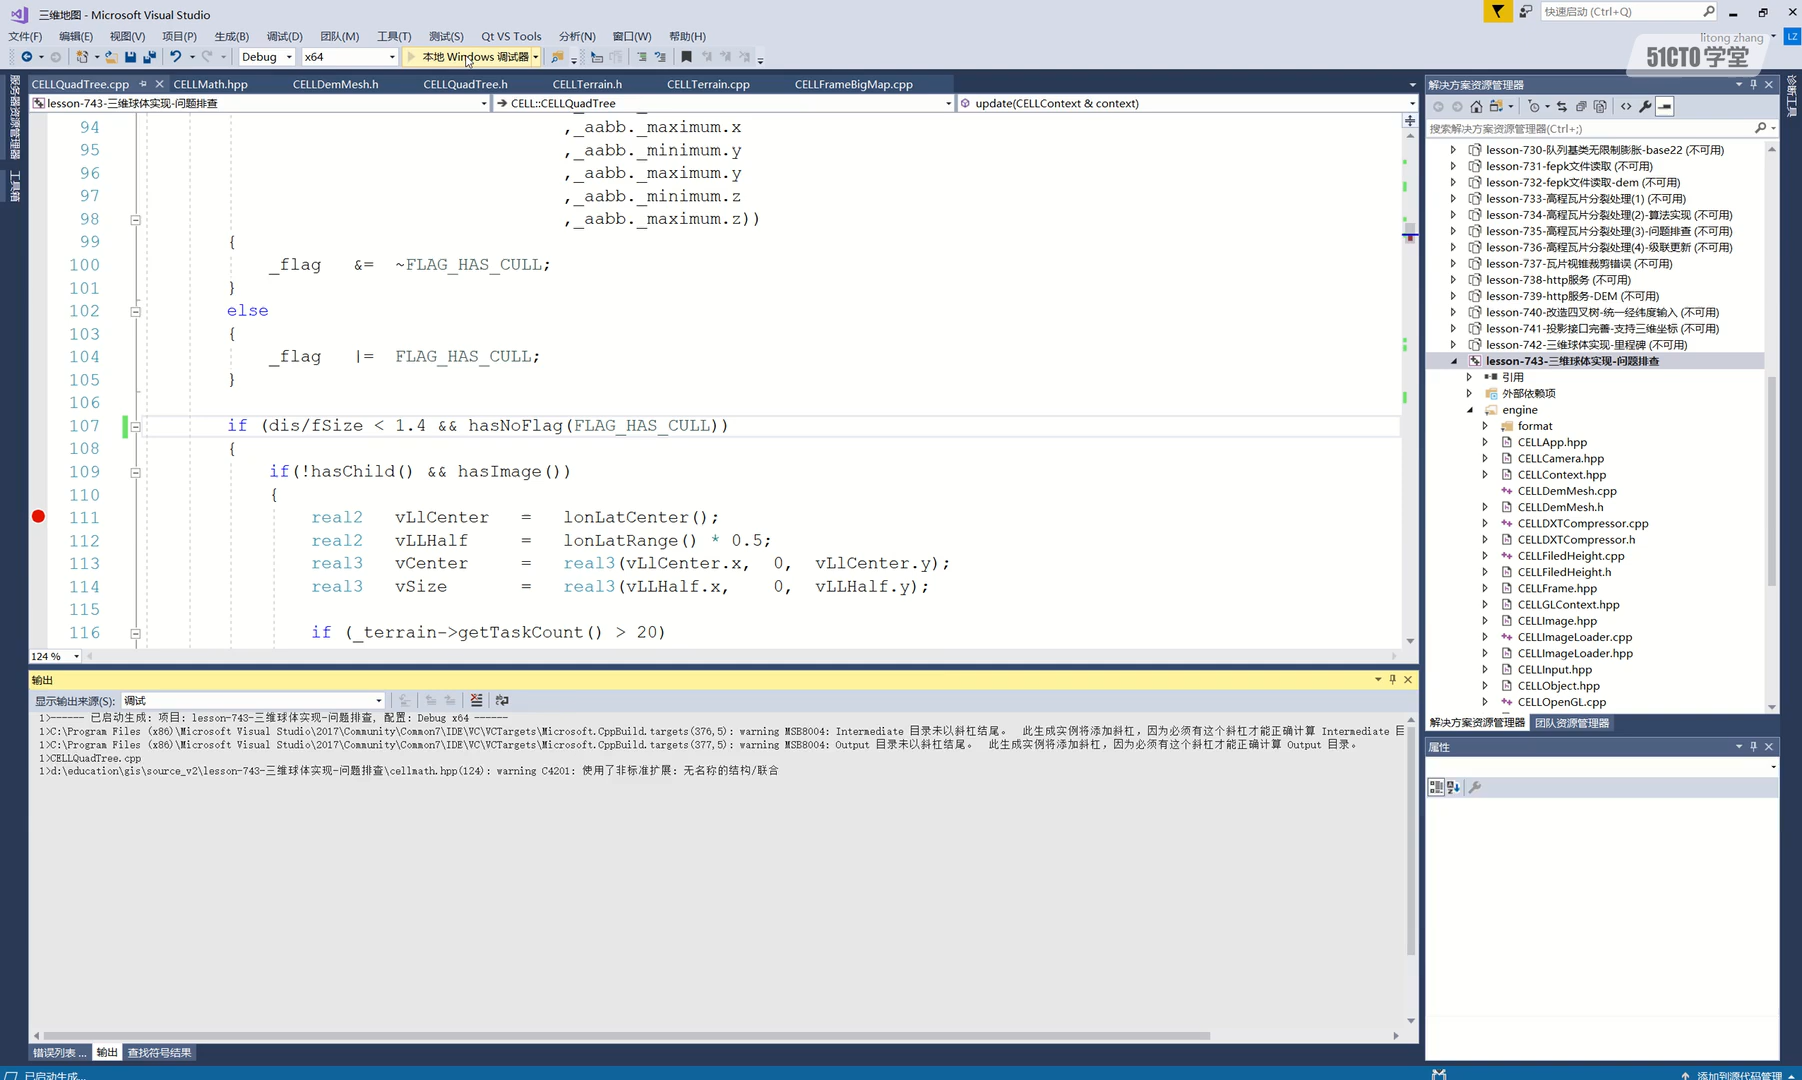 三维地图 - Microsoft Visual Studio
快速启动 (Ctrl+Q)
文件(F) 编辑(E) 视图(V) 项目(P) 生成(B) 调试(D) 团队(M) 工具(T) 测试(S) Qt VS Tools 分析(N) 窗口(W) 帮助(H)
litong zhang
LZ
51CTO学堂
Debug x64 本地 Windows 调试器
服务器资源管理器
工具箱
诊断工具
CELLQuadTree.cpp CELLMath.hpp CELLDemMesh.h CELLQuadTree.h CELLTerrain.h CELLTerrain.cpp CELLFrameBigMap.cpp
lesson-743-三维球体实现-问题排查 CELL::CELLQuadTree update(CELLContext & context)
94 ,_aabb._maximum.x
95 ,_aabb._minimum.y
96 ,_aabb._maximum.y
97 ,_aabb._minimum.z
98 ,_aabb._maximum.z))
99 {
100 _flag &= ~FLAG_HAS_CULL;
101 }
102 else
103 {
104 _flag |= FLAG_HAS_CULL;
105 }
106
107 if (dis/fSize < 1.4 && hasNoFlag(FLAG_HAS_CULL))
108 {
109 if(!hasChild() && hasImage())
110 {
111 real2 vLlCenter = lonLatCenter();
112 real2 vLLHalf = lonLatRange() * 0.5;
113 real3 vCenter = real3(vLlCenter.x, 0, vLlCenter.y);
114 real3 vSize = real3(vLLHalf.x, 0, vLLHalf.y);
115
116 if (_terrain->getTaskCount() > 20)
124 %
输出
显示输出来源(S): 调试
1>------ 已启动生成: 项目: lesson-743-三维球体实现-问题排查, 配置: Debug x64 ------
1>C:\Program Files (x86)\Microsoft Visual Studio\2017\Community\Common7\IDE\VC\VCTargets\Microsoft.CppBuild.targets(376,5): warning MSB8004: Intermediate 目录未以斜杠结尾。 此生成实例将添加斜杠，因为必须有这个斜杠才能正确计算 Intermediate 目
1>C:\Program Files (x86)\Microsoft Visual Studio\2017\Community\Common7\IDE\VC\VCTargets\Microsoft.CppBuild.targets(377,5): warning MSB8004: Output 目录未以斜杠结尾。 此生成实例将添加斜杠，因为必须有这个斜杠才能正确计算 Output 目录。
1>CELLQuadTree.cpp
1>d:\education\gis\source_v2\lesson-743-三维球体实现-问题排查\cellmath.hpp(124): warning C4201: 使用了非标准扩展: 无名称的结构/联合
错误列表 ... 输出 查找符号结果
已启动生成...
添加到源代码管理
解决方案资源管理器
搜索解决方案资源管理器(Ctrl+;)
lesson-730-队列基类无限制膨胀-base22 (不可用)
lesson-731-fepk文件读取 (不可用)
lesson-732-fepk文件读取-dem (不可用)
lesson-733-高程瓦片分裂处理(1) (不可用)
lesson-734-高程瓦片分裂处理(2)-算法实现 (不可用)
lesson-735-高程瓦片分裂处理(3)-问题排查 (不可用)
lesson-736-高程瓦片分裂处理(4)-级联更新 (不可用)
lesson-737-瓦片视锥裁剪错误 (不可用)
lesson-738-http服务 (不可用)
lesson-739-http服务-DEM (不可用)
lesson-740-改造四叉树-统一经纬度输入 (不可用)
lesson-741-投影接口完善-支持三维坐标 (不可用)
lesson-742-三维球体实现-里程碑 (不可用)
lesson-743-三维球体实现-问题排查
引用
外部依赖项
engine
format
CELLApp.hpp
CELLCamera.hpp
CELLContext.hpp
CELLDemMesh.cpp
CELLDemMesh.h
CELLDXTCompressor.cpp
CELLDXTCompressor.h
CELLFiledHeight.cpp
CELLFiledHeight.h
CELLFrame.hpp
CELLGLContext.hpp
CELLImage.hpp
CELLImageLoader.cpp
CELLImageLoader.hpp
CELLInput.hpp
CELLObject.hpp
CELLOpenGL.cpp
解决方案资源管理器 团队资源管理器
属性